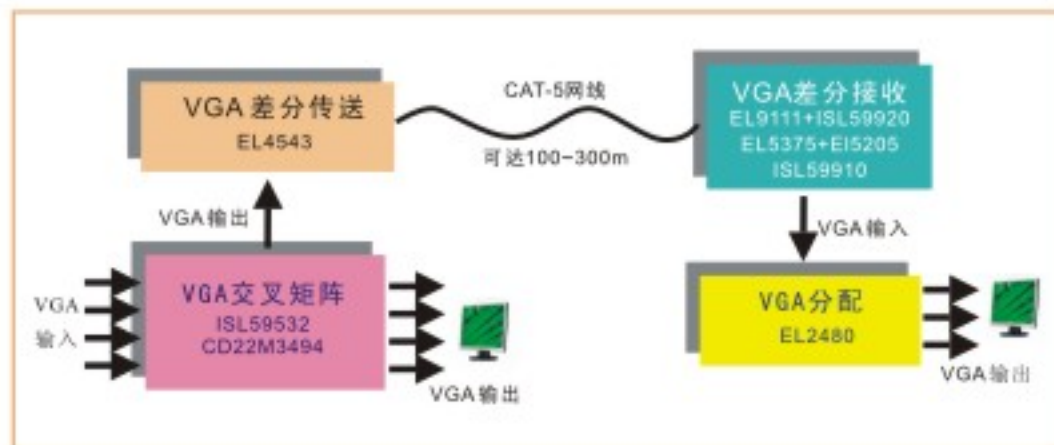 VGA差分传送
EL4543
CAT-5网线
可达100-300m
VGA差分接收
EL9111+ISL59920
EL5375+El5205
ISL59910
VGA输出
VGA输入
VGA
输入
VGA交叉矩阵
ISL59532
CD22M3494
VGA输出
VGA分配
EL2480
VGA输出